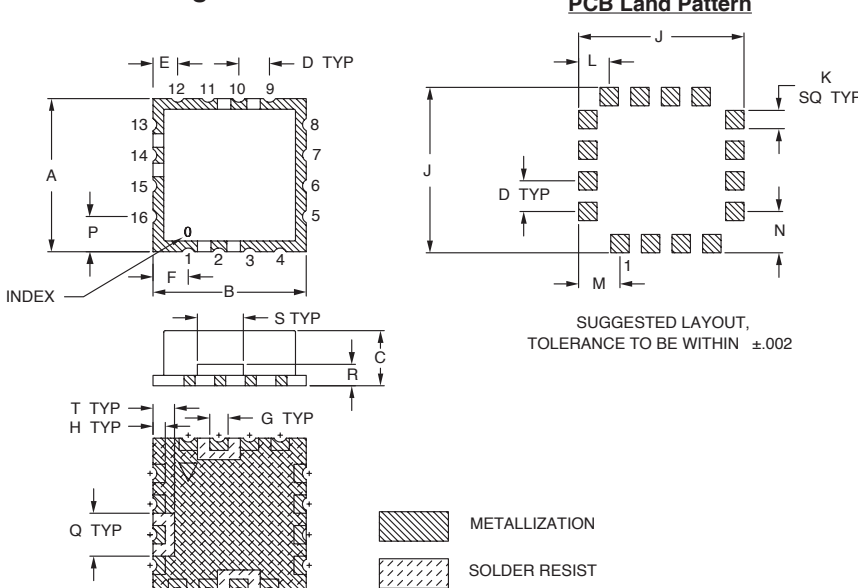 PCB Land Pattern
E
D TYP
12 11 10 9
J
L
K
SQ TYP
13
8
14
7
A
15
6
J
D TYP
16
5
P
0
N
1 2 3 4
F
B
M
1
INDEX
S TYP
SUGGESTED LAYOUT,
TOLERANCE TO BE WITHIN ±.002
C
R
T TYP
H TYP
G TYP
Q TYP
METALLIZATION
SOLDER RESIST